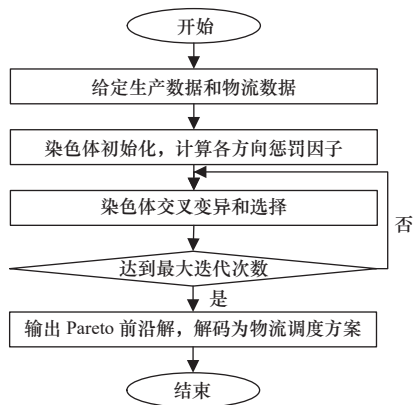 开始
给定生产数据和物流数据
染色体初始化，计算各方向惩罚因子
染色体交叉变异和选择
否
达到最大迭代次数
是
输出 Pareto 前沿解，解码为物流调度方案
结束